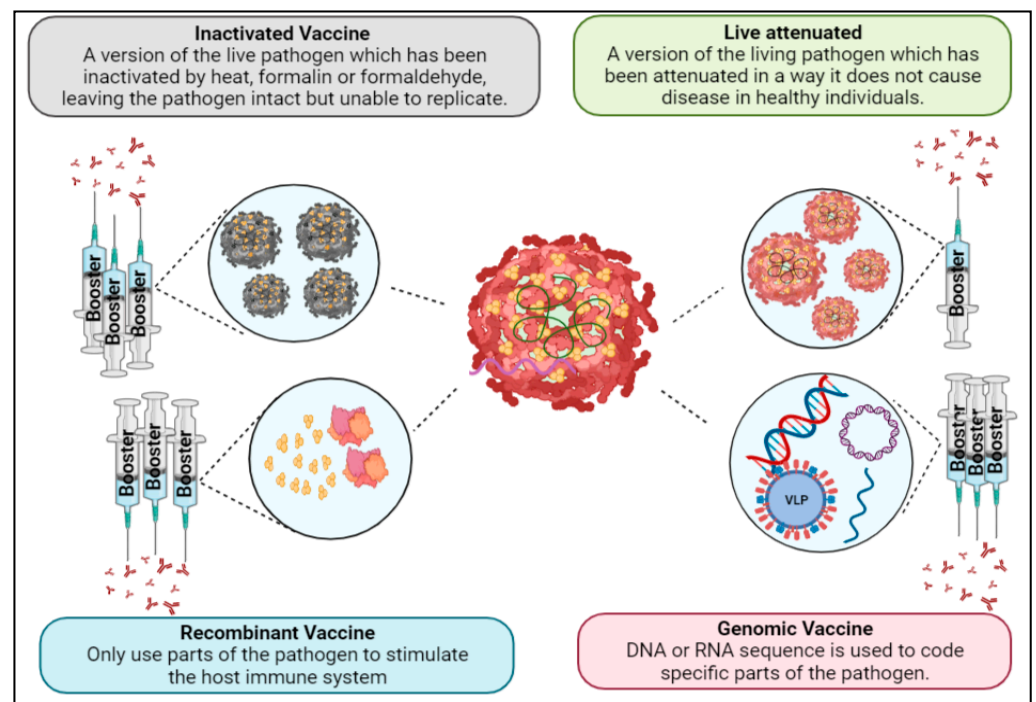 Inactivated Vaccine
A version of the live pathogen which has been
inactivated by heat, formalin or formaldehyde,
leaving the pathogen intact but unable to replicate.
Live attenuated
A version of the living pathogen which has
been attenuated in a way it does not cause
disease in healthy individuals.
Booster
Booster
Booster
Booster
Booster
Booster
Booster
VLP
Booster
Booster
Booster
Recombinant Vaccine
Only use parts of the pathogen to stimulate
the host immune system
Genomic Vaccine
DNA or RNA sequence is used to code
specific parts of the pathogen.